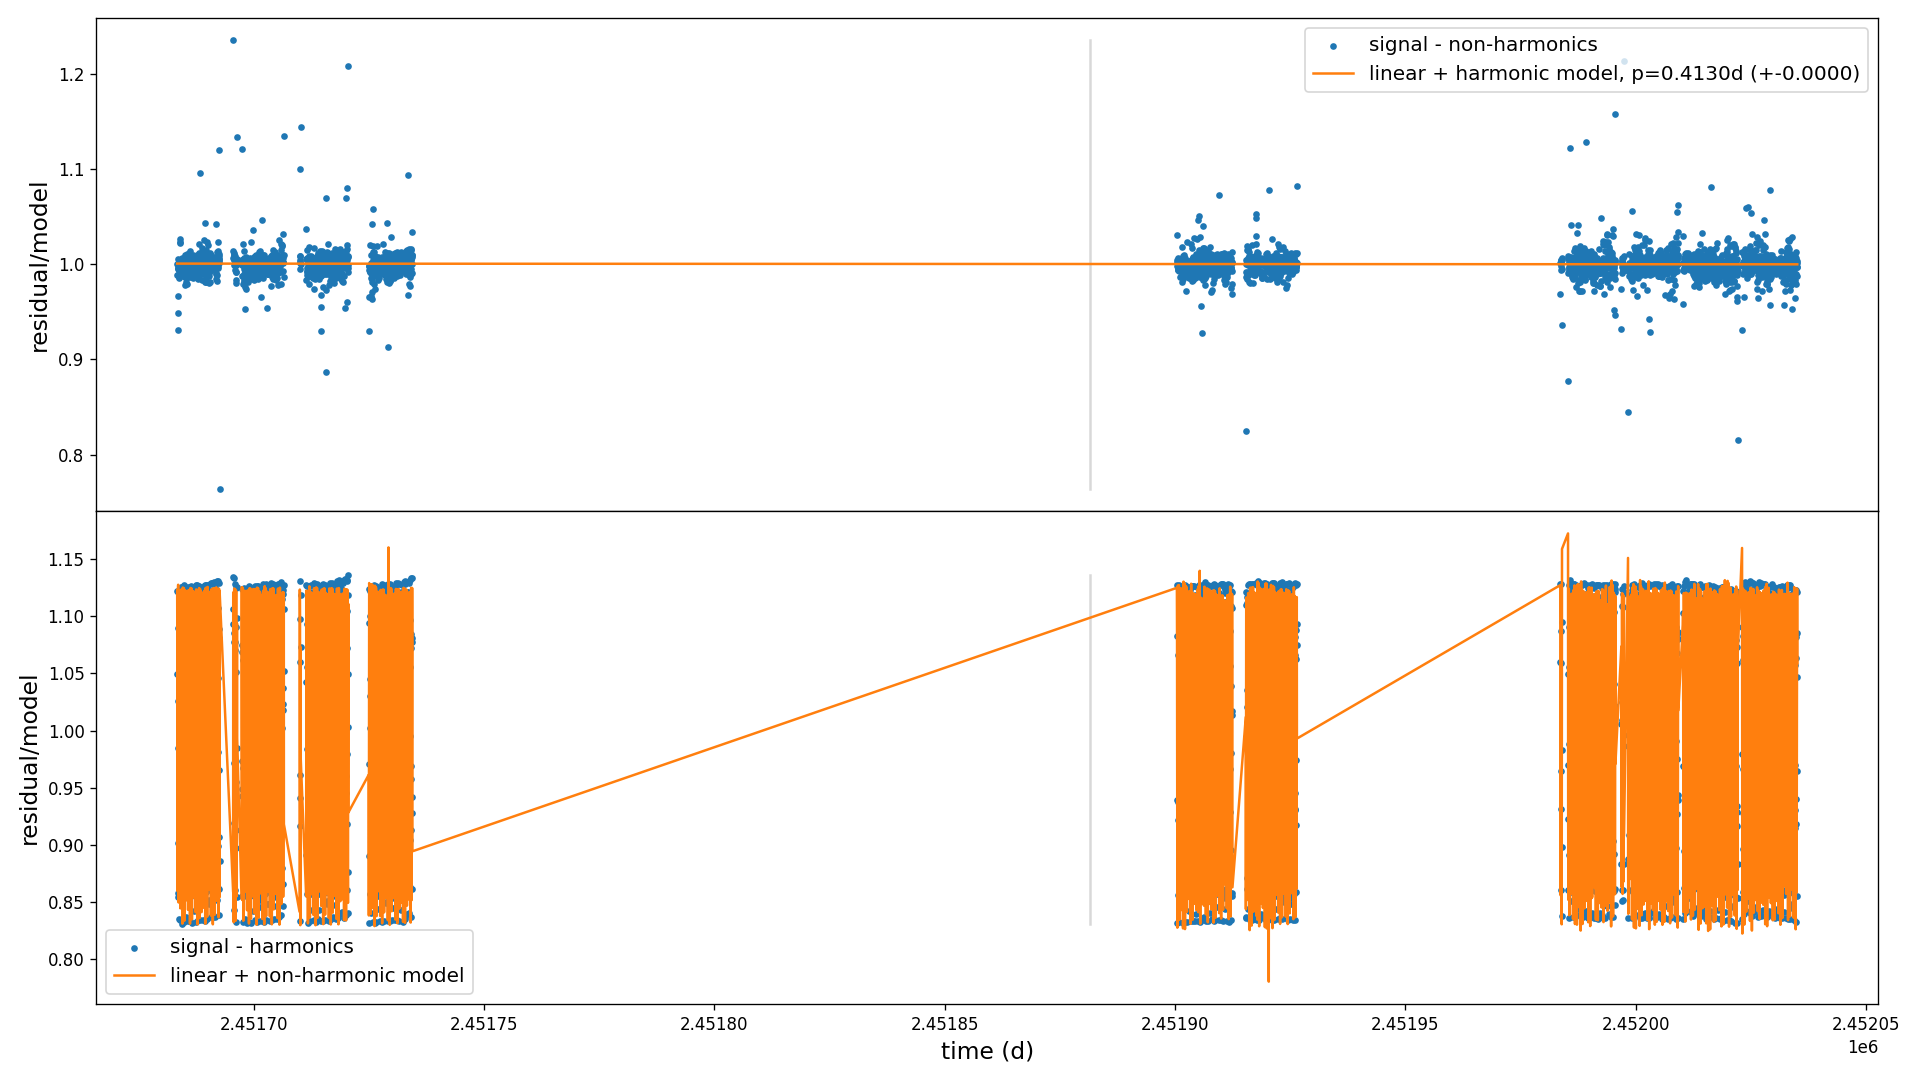 signal - non-harmonics
linear + harmonic model, p=0.4130d (+-0.0000)
1.2
1.1
1.0
0.9
0.8
residual/model
1.15
1.10
1.05
1.00
0.95
0.90
0.85
0.80
residual/model
signal - harmonics
linear + non-harmonic model
2.45170
2.45175
2.45180
2.45185
2.45190
2.45195
2.45200
2.45205
1e6
time (d)